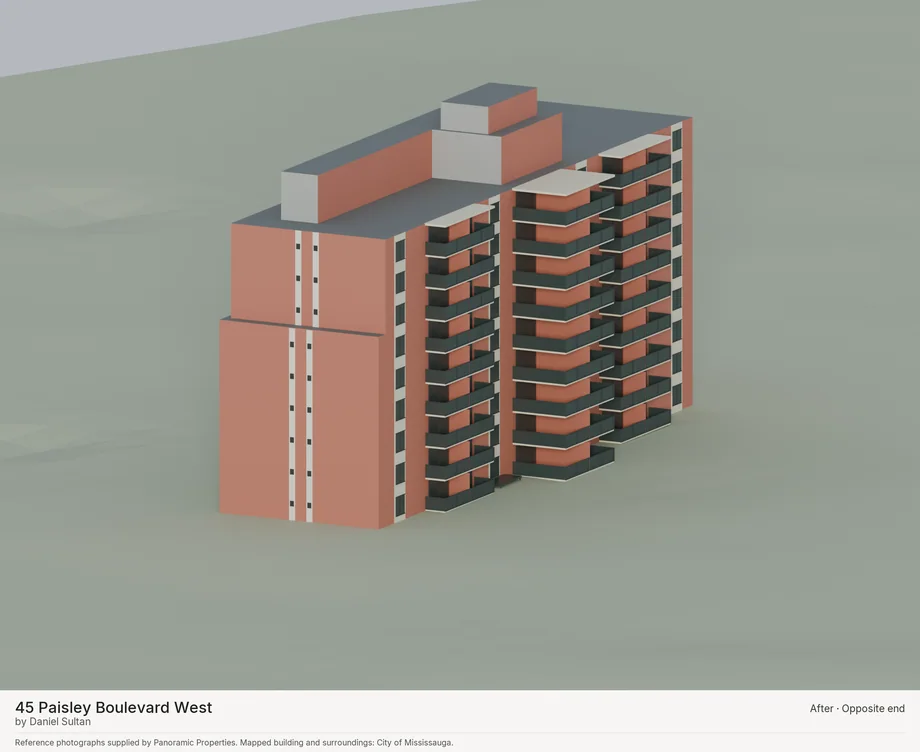 45 Paisley Boulevard West
by Daniel Sultan
After · Opposite end
Reference photographs supplied by Panoramic Properties. Mapped building and surroundings: City of Mississauga.